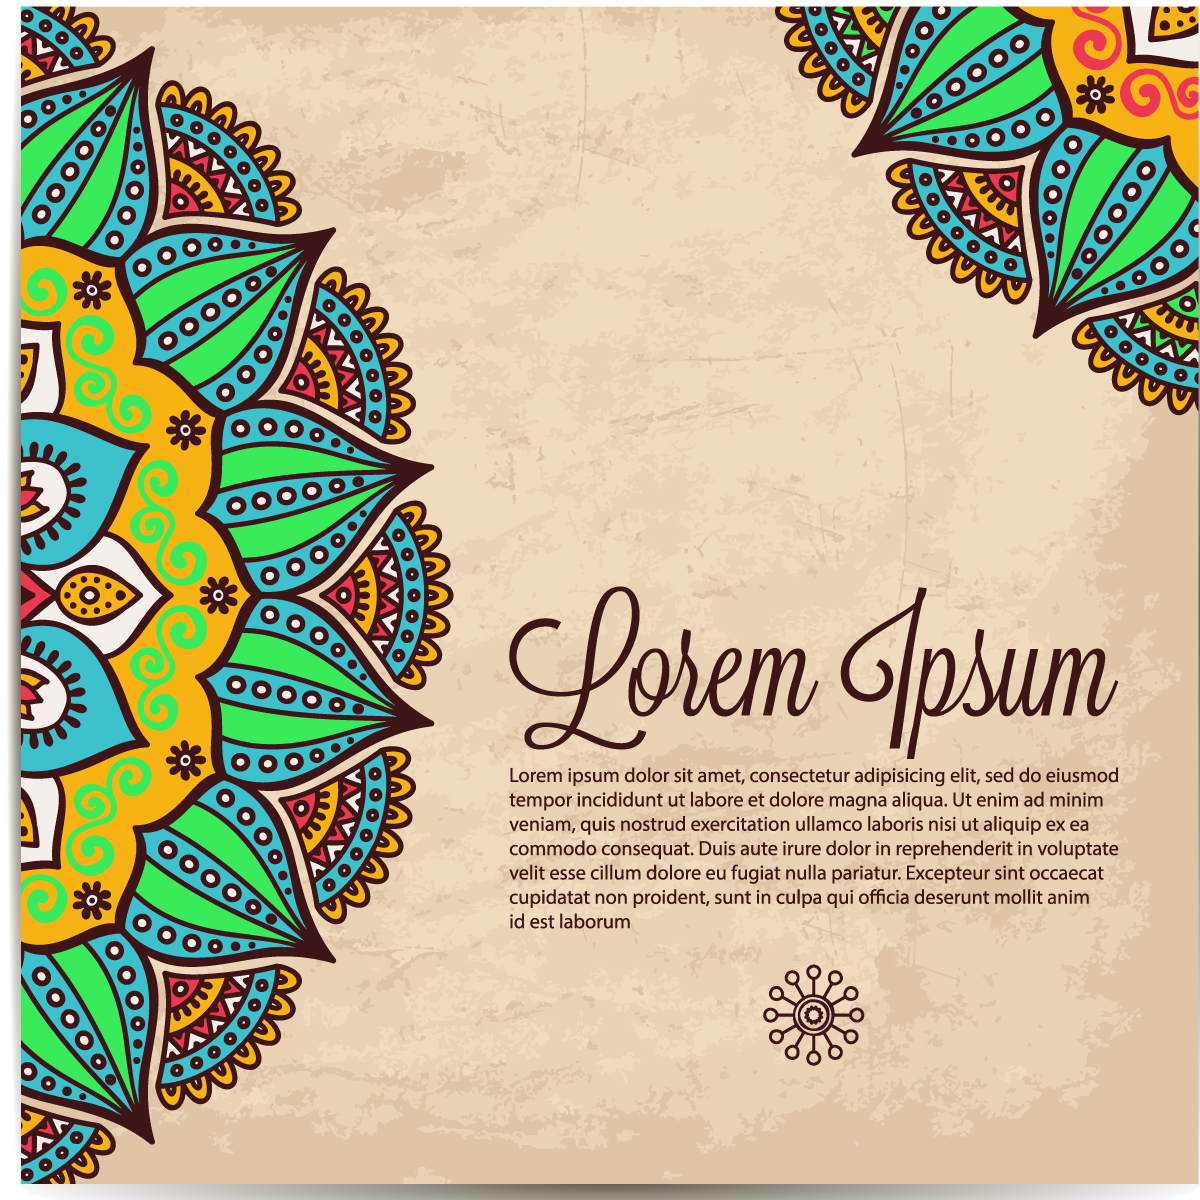 Lorem Ipsum
Lorem ipsum dolor sit amet, consectetur adipisicing elit, sed do eiusmod
tempor incididunt ut labore et dolore magna aliqua. Ut enim ad minim
veniam, quis nostrud exercitation ullamco laboris nisi ut aliquip ex ea
commodo consequat. Duis aute irure dolor in reprehenderit in voluptate
velit esse cillum dolore eu fugiat nulla pariatur. Excepteur sint occaecat
cupidatat non proident, sunt in culpa qui officia deserunt mollit anim
id est laborum